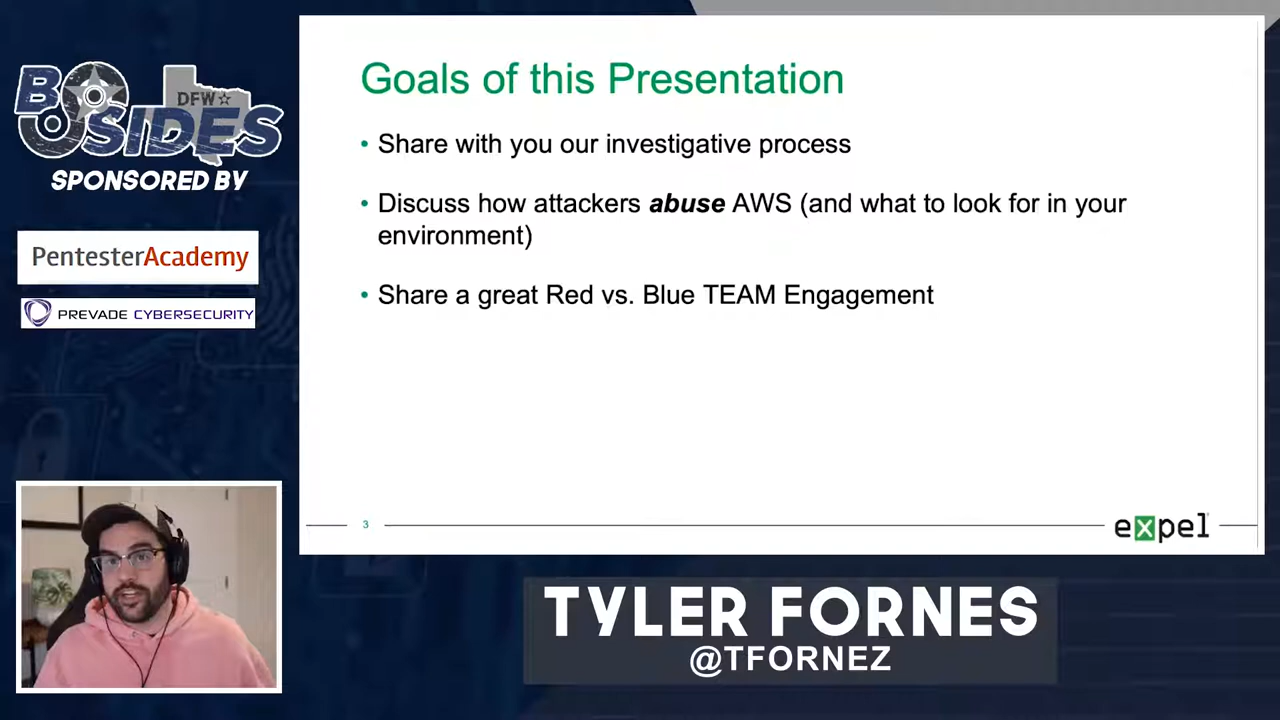 BSIDES
DFW
SPONSORED BY
PentesterAcademy
PREVADE CYBERSECURITY
Goals of this Presentation
• Share with you our investigative process
• Discuss how attackers abuse AWS (and what to look for in your
environment)
• Share a great Red vs. Blue TEAM Engagement
3
expel
TYLER FORNES
@TFORNEZ